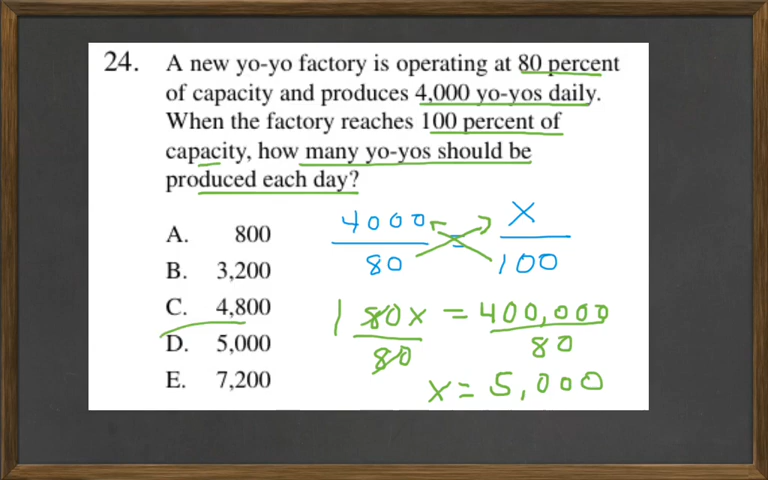 24. A new yo-yo factory is operating at 80 percent
of capacity and produces 4,000 yo-yos daily.
When the factory reaches 100 percent of
capacity, how many yo-yos should be
produced each day?
A. 800
B. 3,200
C. 4,800
D. 5,000
E. 7,200
4000 = x
80 100
1 80x = 400,000
80 80
x = 5,000